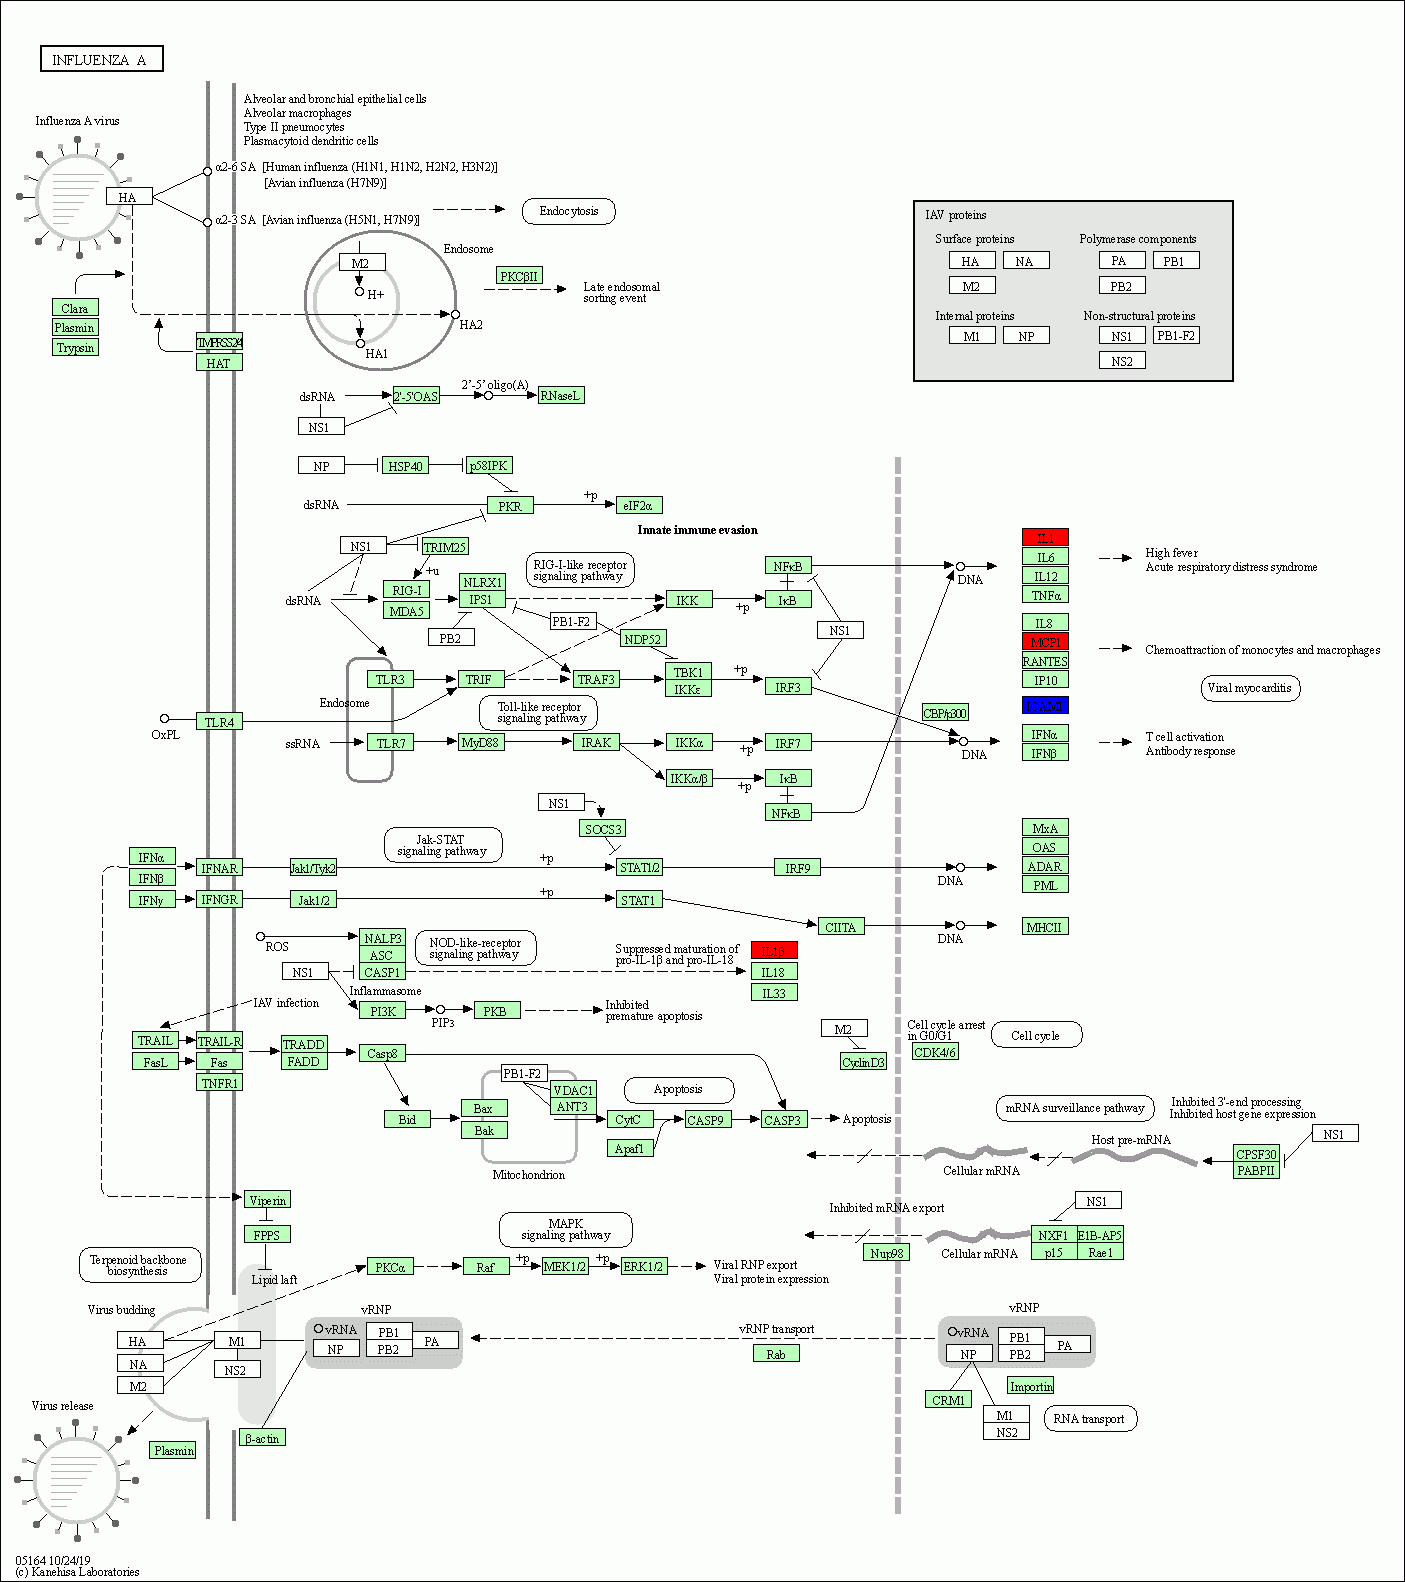 INFLUENZA A
Alveolar and bronchial epithelial cells
Alveolar macrophages
Type II pneumocytes
Plasmacytoid dendritic cells
Influenza A virus
HA
α2-6 SA [Human influenza (H1N1, H1N2, H2N2, H3N2)]
[Avian influenza (H7N9)]
α2-3 SA [Avian influenza (H5N1, H7N9)]
Endocytosis
IAV proteins
Surface proteins
Polymerase components
HA
NA
PA
PB1
M2
PB2
Internal proteins
Non-structural proteins
M1
NP
NS1
PB1-F2
NS2
Endosome
M2
H+
PKCβII
Late endosomal
sorting event
HA2
HA1
Clara
Plasmin
Trypsin
HAT
dsRNA
2'-5'OAS
2'-5' oligo(A)
RNaseL
NS1
NP
HSP40
p58IPK
dsRNA
PKR
+p
eIF2α
Innate immune evasion
NS1
TRIM25
+u
RIG-I
MDA5
dsRNA
NLRX1
IPS1
RIG-I-like receptor
signaling pathway
PB2
PB1-F2
NDP52
IKK
+p
NFκB
IκB
NS1
DNA
IL1
IL6
IL12
TNFα
High fever
Acute respiratory distress syndrome
IL8
MCP1
RANTES
IP10
Chemoattraction of monocytes and macrophages
Viral myocarditis
Endosome
TLR3
TRIF
TRAF3
TBK1
IKKε
+p
IRF3
CBP/p300
OxPL
TLR4
Toll-like receptor
signaling pathway
ssRNA
TLR7
MyD88
IRAK
IKKα
+p
IRF7
DNA
IFNα
IFNβ
T cell activation
Antibody response
IKKα/β
+p
IκB
NFκB
NS1
SOCS3
Jak-STAT
signaling pathway
IFNα
IFNβ
IFNAR
Jak1/Tyk2
+p
STAT1/2
IRF9
DNA
MxA
OAS
ADAR
PML
IFNγ
IFNGR
Jak1/2
+p
STAT1
CIITA
DNA
MHCII
ROS
NALP3
ASC
CASP1
NS1
Inflammasome
NOD-like-receptor
signaling pathway
Suppressed maturation of
pro-IL-1β and pro-IL-18
IL1β
IL18
IL33
IAV infection
PI3K
PIP3
PKB
Inhibited
premature apoptosis
TRAIL
TRAIL-R
FasL
Fas
TNFR1
TRADD
FADD
Casp8
M2
CyclinD3
Cell cycle arrest
in G0/G1
CDK4/6
Cell cycle
PB1-F2
VDAC1
ANT3
Apoptosis
Bid
Bax
Bak
CytC
CASP9
CASP3
Apoptosis
Apaf1
Mitochondrion
mRNA surveillance pathway
Inhibited 3'-end processing
Inhibited host gene expression
NS1
Host pre-mRNA
Cellular mRNA
CPSF30
PABPII
Viperin
FPPS
Lipid laft
Inhibited mRNA export
NS1
Nup98
Cellular mRNA
NXF1
E1B-AP5
p15
Rae1
MAPK
signaling pathway
Terpenoid backbone
biosynthesis
PKCα
Raf
+p
MEK1/2
+p
ERK1/2
Viral RNP export
Viral protein expression
Virus budding
HA
NA
M2
M1
NS2
vRNP
vRNA
NP
PB1
PB2
PA
vRNP transport
Rab
vRNP
vRNA
NP
PB1
PB2
PA
CRM1
Importin
M1
NS2
RNA transport
Virus release
Plasmin
β-actin
05164 10/24/19
(c) Kanehisa Laboratories